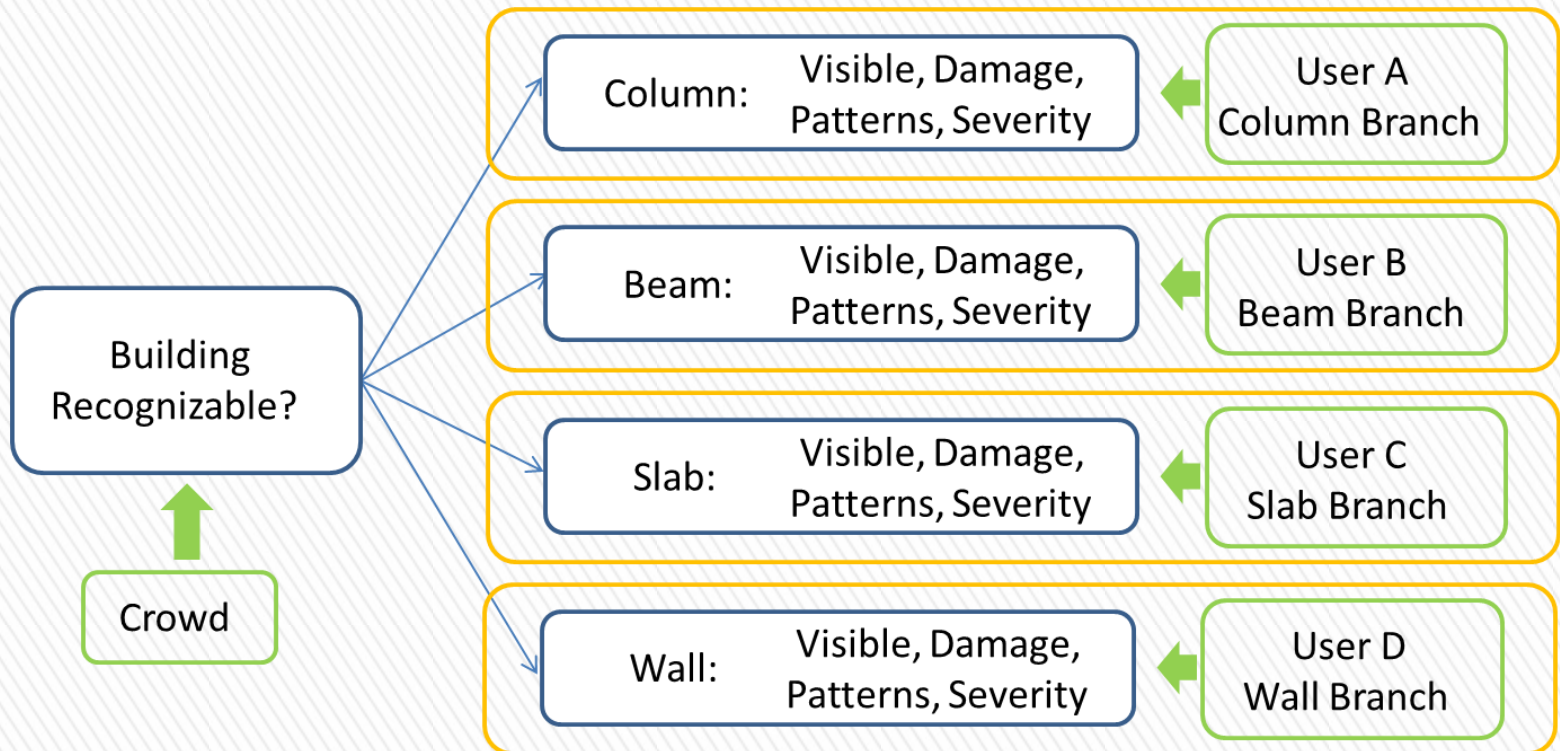 Column:
Visible, Damage,
Patterns, Severity
User A
Column Branch
Beam:
Visible, Damage,
Patterns, Severity
User B
Beam Branch
Building
Recognizable?
Slab:
Visible, Damage,
Patterns, Severity
User C
Slab Branch
Crowd
Wall:
Visible, Damage,
Patterns, Severity
User D
Wall Branch